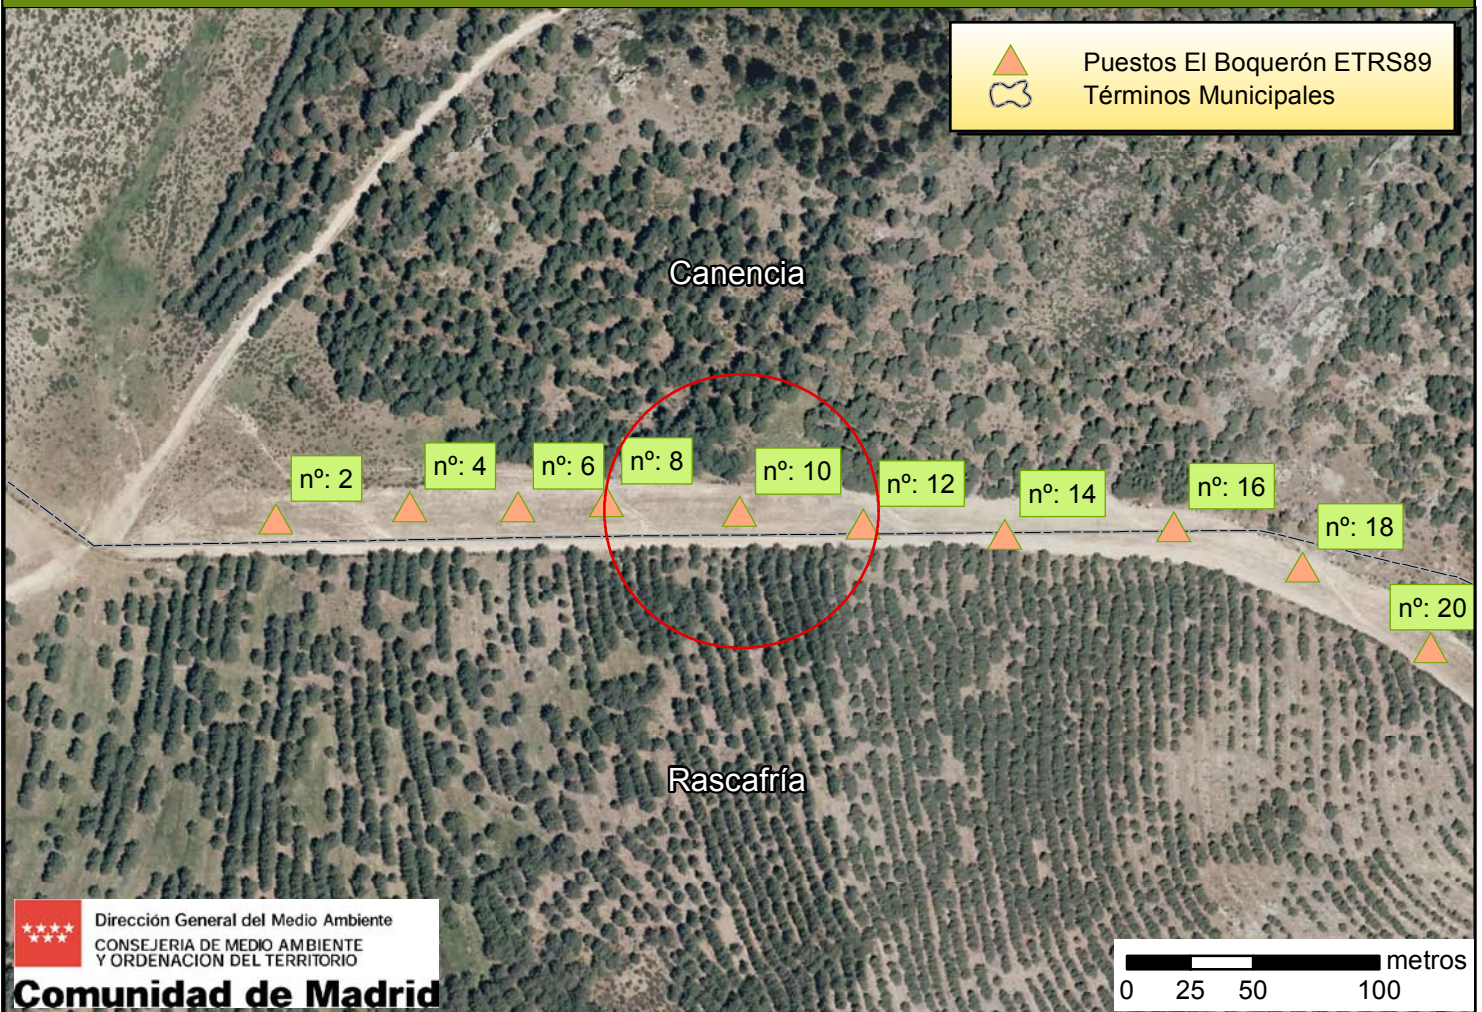 Puestos El Boquerón ETRS89
Términos Municipales
Canencia
nº: 2
nº: 4
nº: 6
nº: 8
nº: 10
nº: 12
nº: 14
nº: 16
nº: 18
nº: 20
Rascafría
Dirección General del Medio Ambiente
CONSEJERIA DE MEDIO AMBIENTE
Y ORDENACION DEL TERRITORIO
Comunidad de Madrid
metros
0 25 50 100